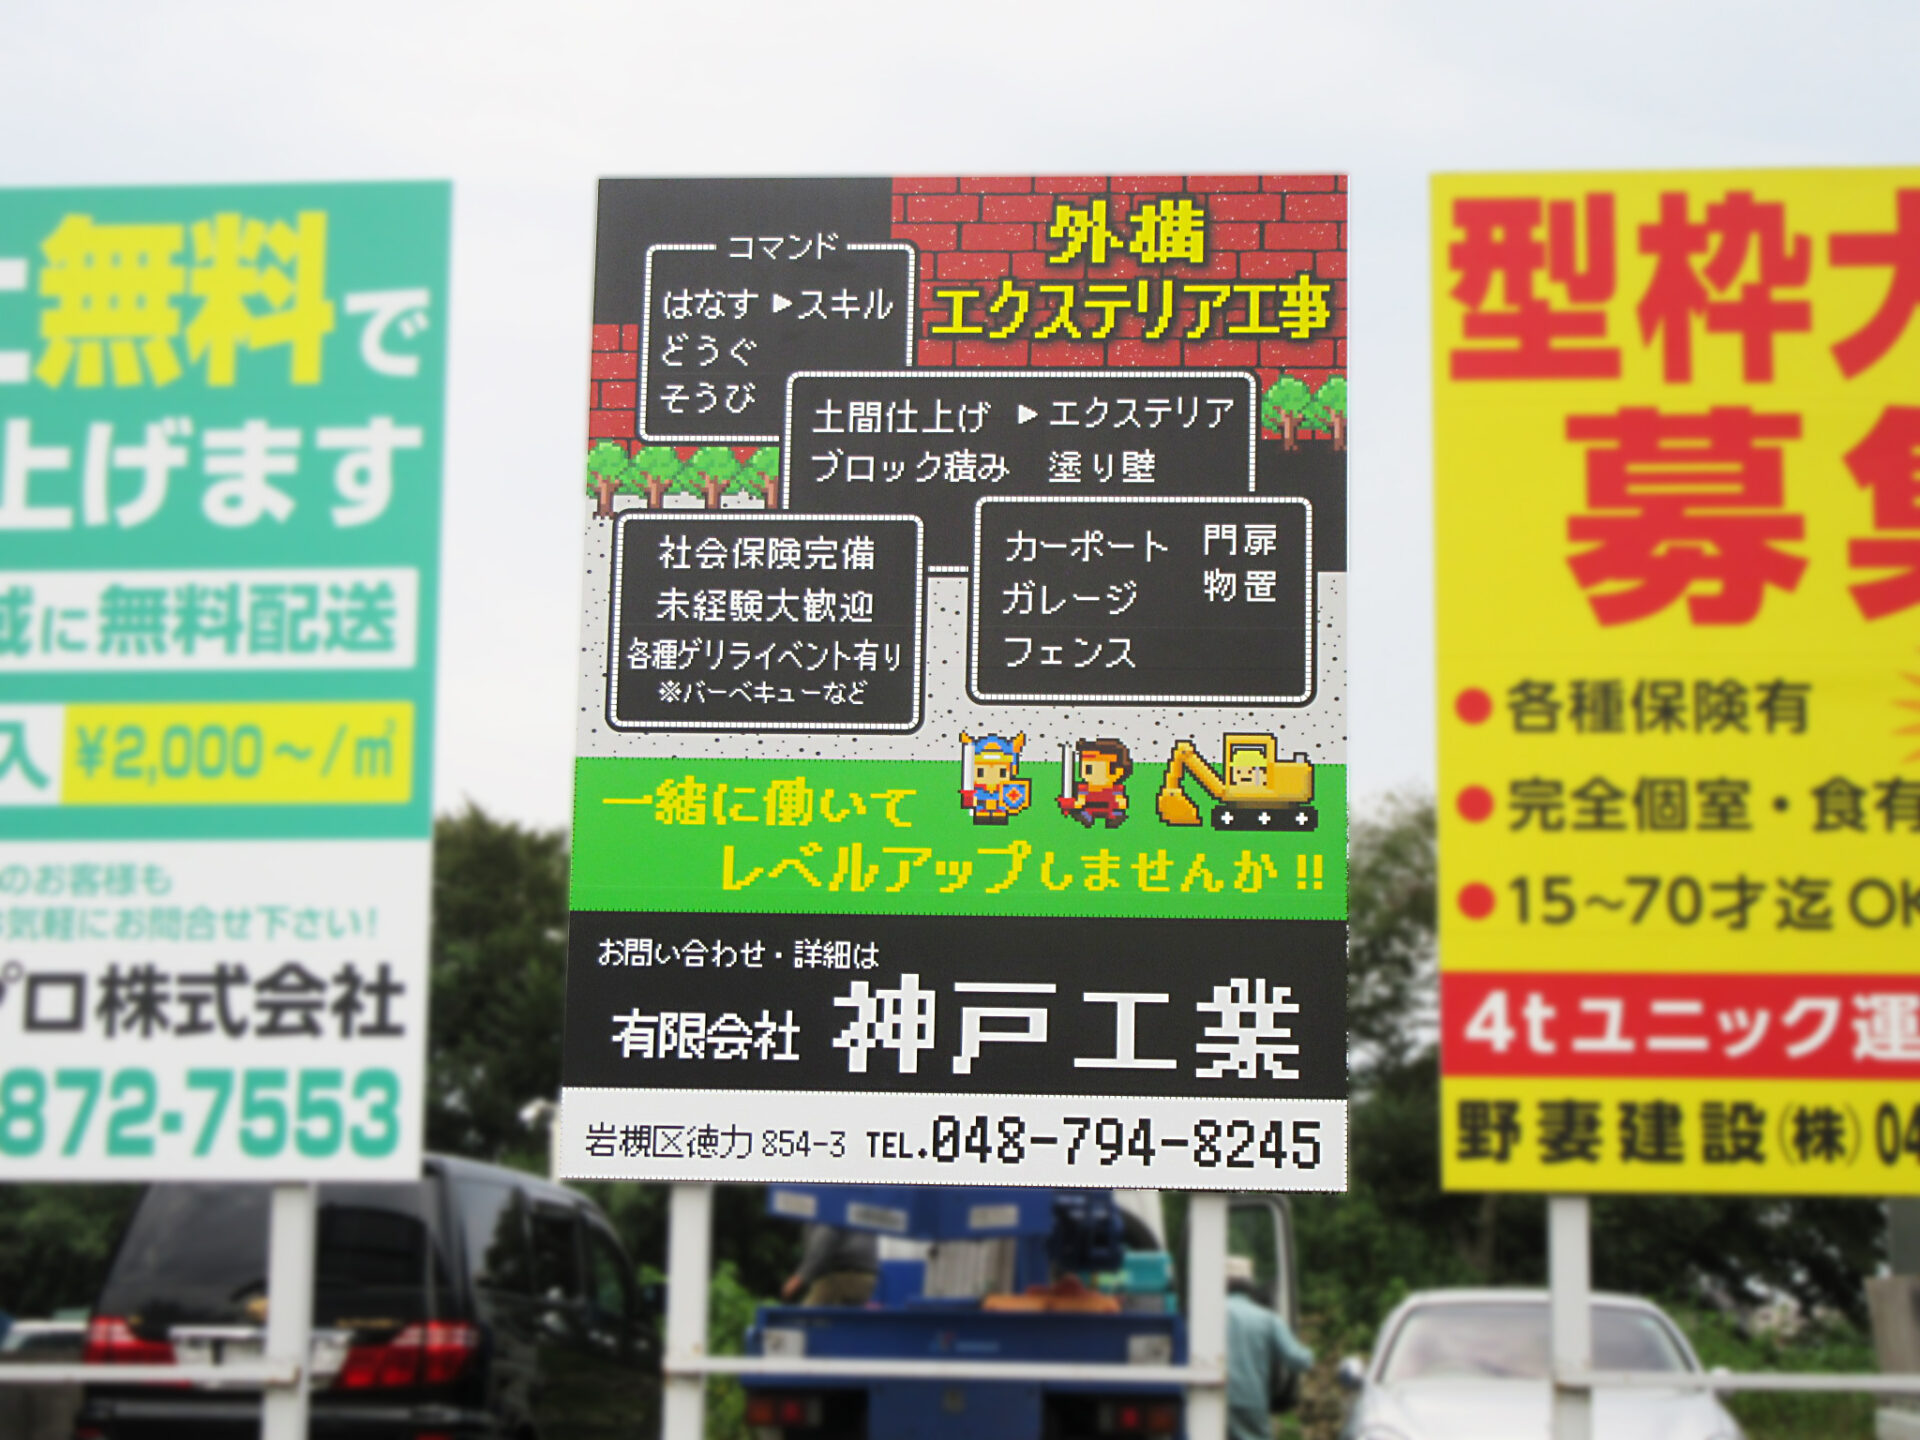 無料で
上げます
域に無料配送
入 ¥2,000~/㎡
のお客様も
気軽にお問合せ下さい!
プロ株式会社
872-7553
外構
エクステリア工事
コマンド
はなす ▶スキル
どうぐ
そうび
土間仕上げ ▶エクステリア
ブロック積み 塗り壁
社会保険完備
未経験大歓迎
各種ゲリライベント有り
※バーベキューなど
カーポート 門扉
ガレージ 物置
フェンス
一緒に働いて
レベルアップしませんか!!
お問い合わせ・詳細は
有限会社 神戸工業
岩槻区徳力854-3 TEL.048-794-8245
型枠大
募集
●各種保険有
●完全個室・食有
●15~70才迄OK
4tユニック運
野妻建設(株)04